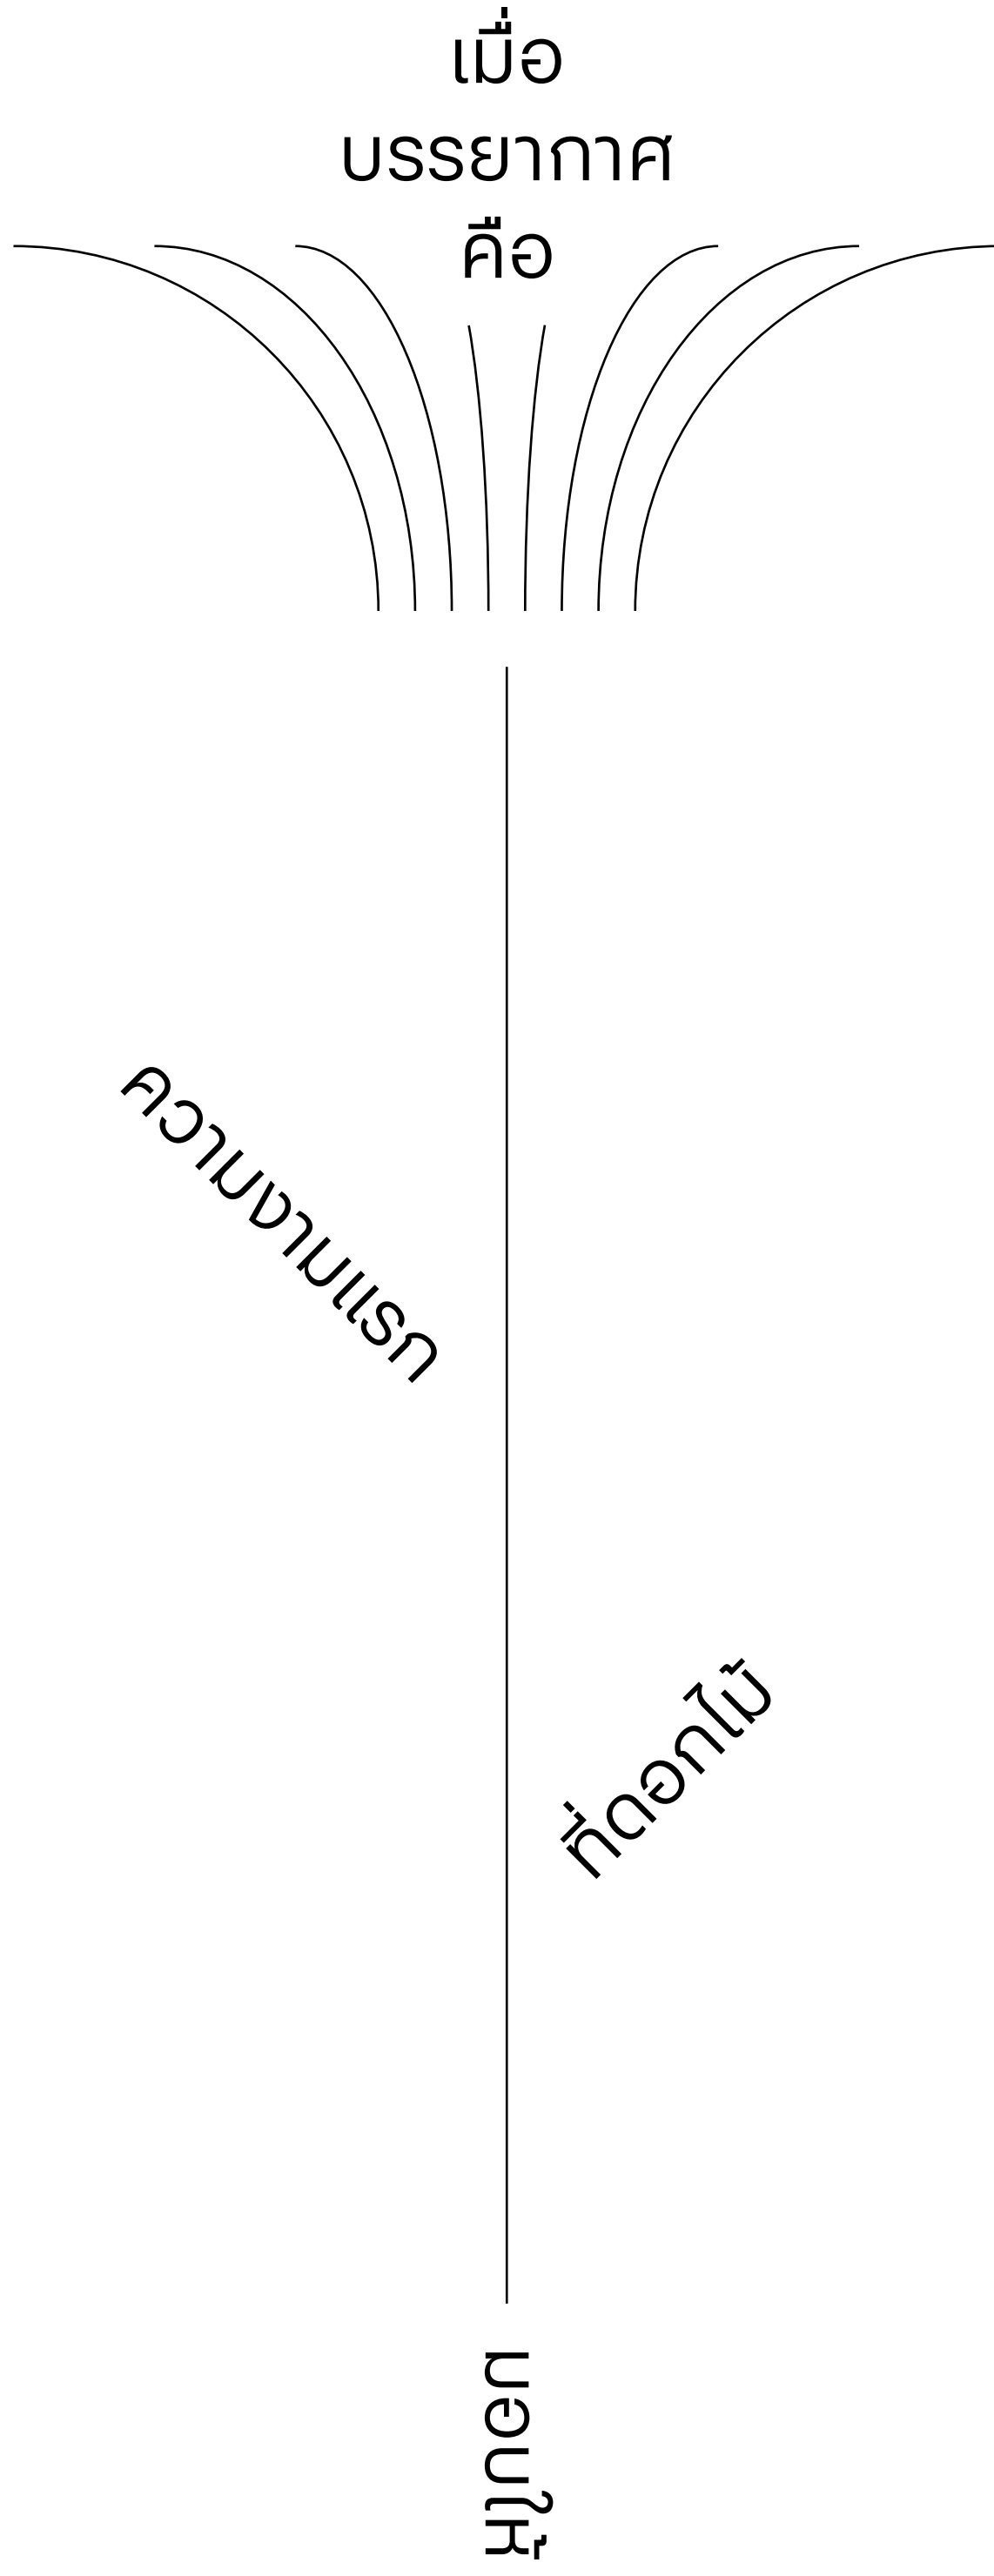 เมื่อ
บรรยากาศ
คือ
ความงามแรก
ที่ดอกไม้
มอบให้